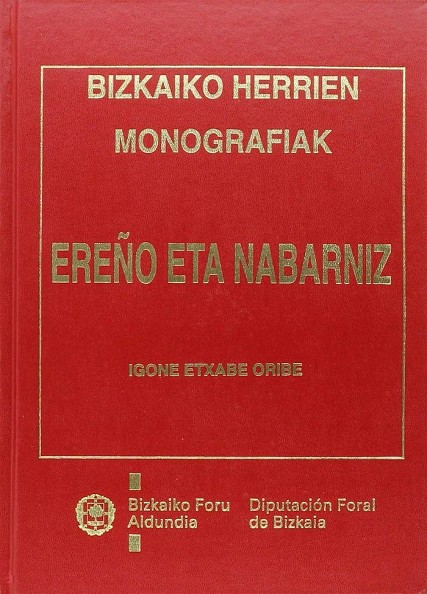 BIZKAIKO HERRIEN
MONOGRAFIAK
EREÑO ETA NABARNIZ
IGONE ETXABE ORIBE
Bizkaiko Foru
Aldundia
Diputación Foral
de Bizkaia